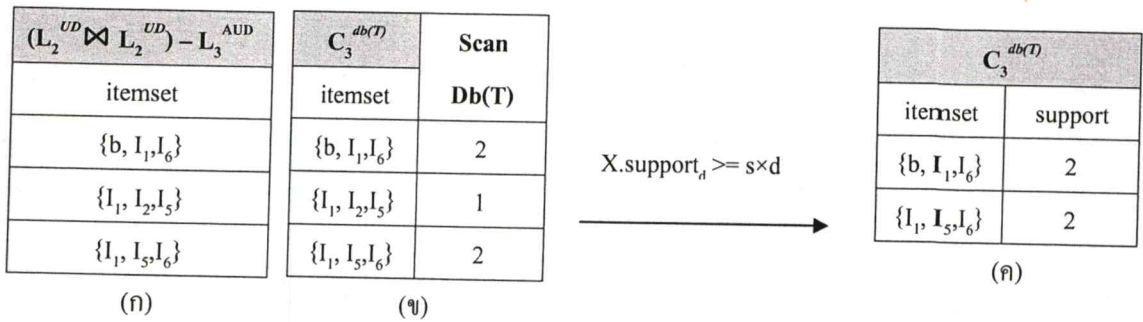 (L₂^UD ⋈ L₂^UD) – L₃^AUD
itemset
{b, I₁,I₆}
{I₁, I₂,I₅}
{I₁, I₅,I₆}
(ก)
C₃^db(T) Scan
itemset Db(T)
{b, I₁,I₆} 2
{I₁, I₂,I₅} 1
{I₁, I₅,I₆} 2
(ข)
X.support_d >= s×d
C₃^db(T)
itemset support
{b, I₁,I₆} 2
{I₁, I₅,I₆} 2
(ค)